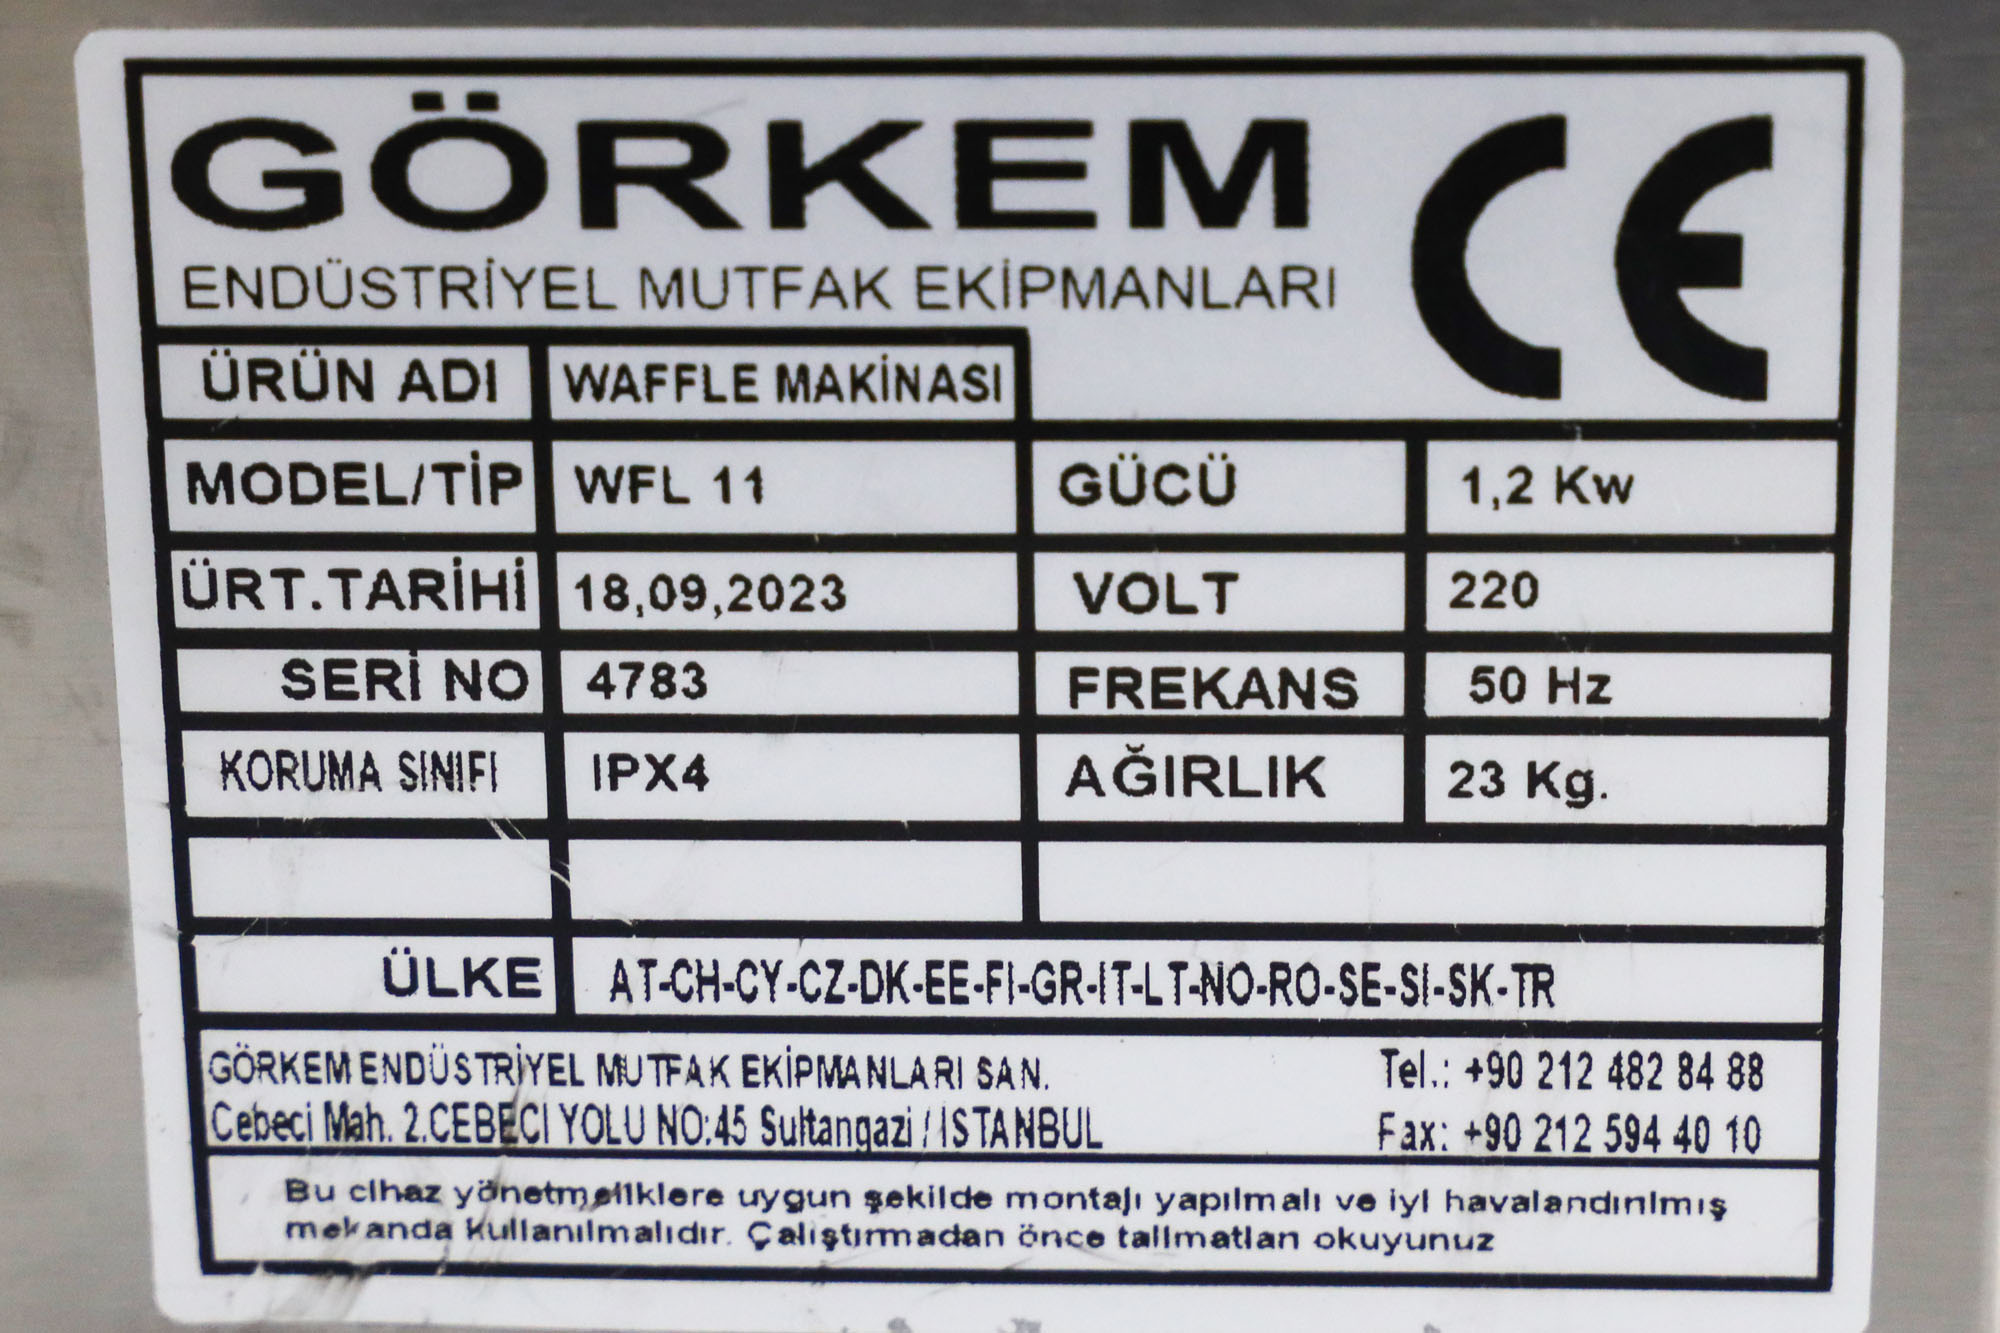 GÖRKEM
ENDÜSTRİYEL MUTFAK EKİPMANLARI
CE
ÜRÜN ADI WAFFLE MAKİNASI
MODEL/TİP WFL 11 GÜCÜ 1,2 Kw
ÜRT.TARİHİ 18,09,2023 VOLT 220
SERİ NO 4783 FREKANS 50 Hz
KORUMA SINIFI IPX4 AĞIRLIK 23 Kg.
ÜLKE AT-CH-CY-CZ-DK-EE-FI-GR-IT-LT-NO-RO-SE-SI-SK-TR
GÖRKEM ENDÜSTRİYEL MUTFAK EKİPMANLARI SAN. Tel.: +90 212 482 84 88
Cebeci Mah. 2.CEBECI YOLU NO:45 Sultangazi / İSTANBUL Fax: +90 212 594 40 10
Bu cihaz yönetmeliklere uygun şekilde montajı yapılmalı ve iyi havalandırılmış
mekanda kullanılmalıdır. Çalıştırmadan önce talimatları okuyunuz